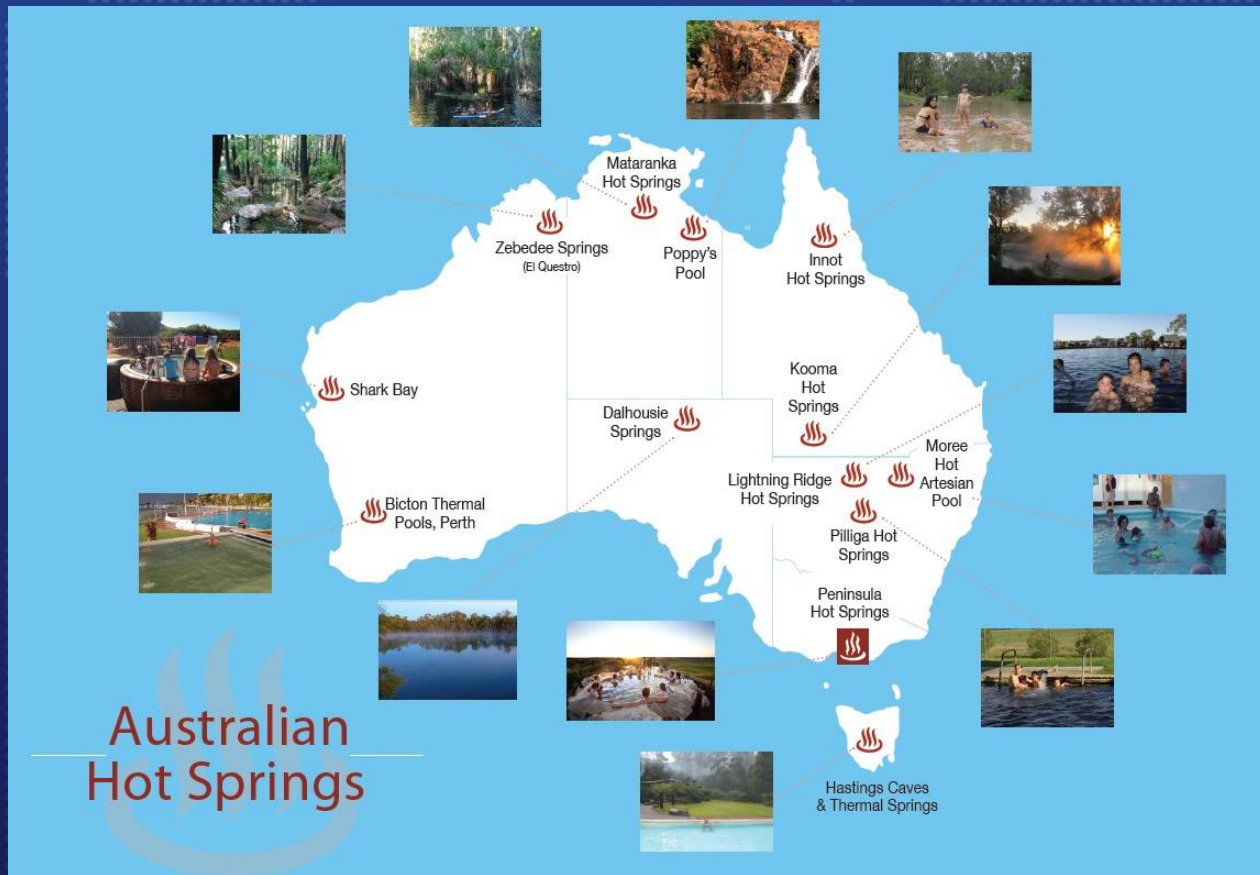 Mataranka
Hot Springs
Zebedee Springs
(El Questro)
Poppy's
Pool
Innot
Hot Springs
Shark Bay
Kooma
Hot
Springs
Dalhousie
Springs
Moree
Hot
Artesian
Pool
Lightning Ridge
Hot Springs
Bicton Thermal
Pools, Perth
Pilliga Hot
Springs
Peninsula
Hot Springs
Australian
Hot Springs
Hastings Caves
& Thermal Springs